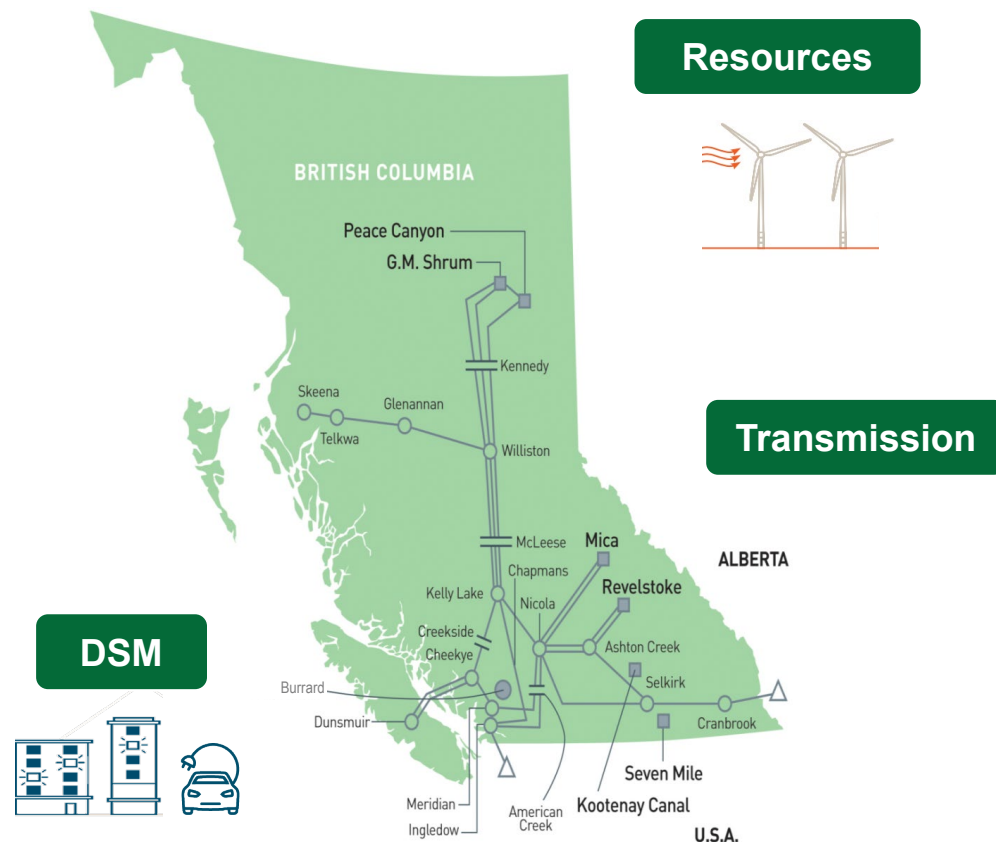 Resources
BRITISH COLUMBIA
Peace Canyon
G.M. Shrum
Kennedy
Skeena
Glenannan
Telkwa
Williston
Transmission
McLeese
Mica
Chapmans
ALBERTA
Kelly Lake
Nicola
Revelstoke
Creekside
DSM
Cheekye
Ashton Creek
Burrard
Selkirk
Dunsmuir
Cranbrook
Seven Mile
Meridian
American
Creek
Kootenay Canal
Ingledow
U.S.A.